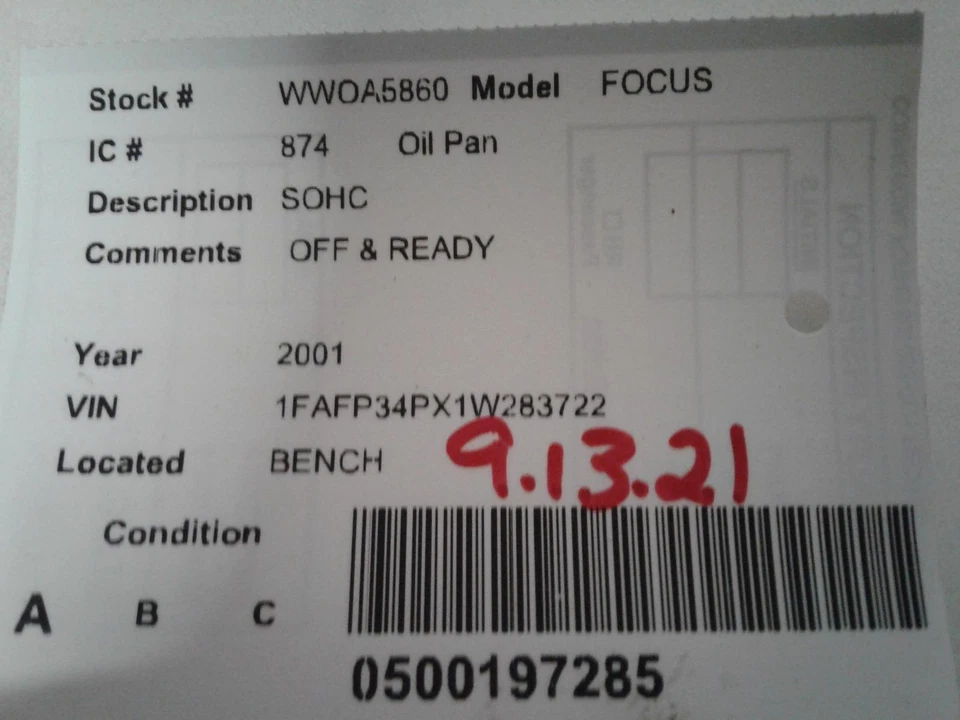 Stock # WWOA5860 Model FOCUS
IC # 874 Oil Pan
Description SOHC
Comments OFF & READY
Year 2001
VIN 1FAFP34PX1W283722
Located BENCH
9.13.21
Condition
A B C
0500197285